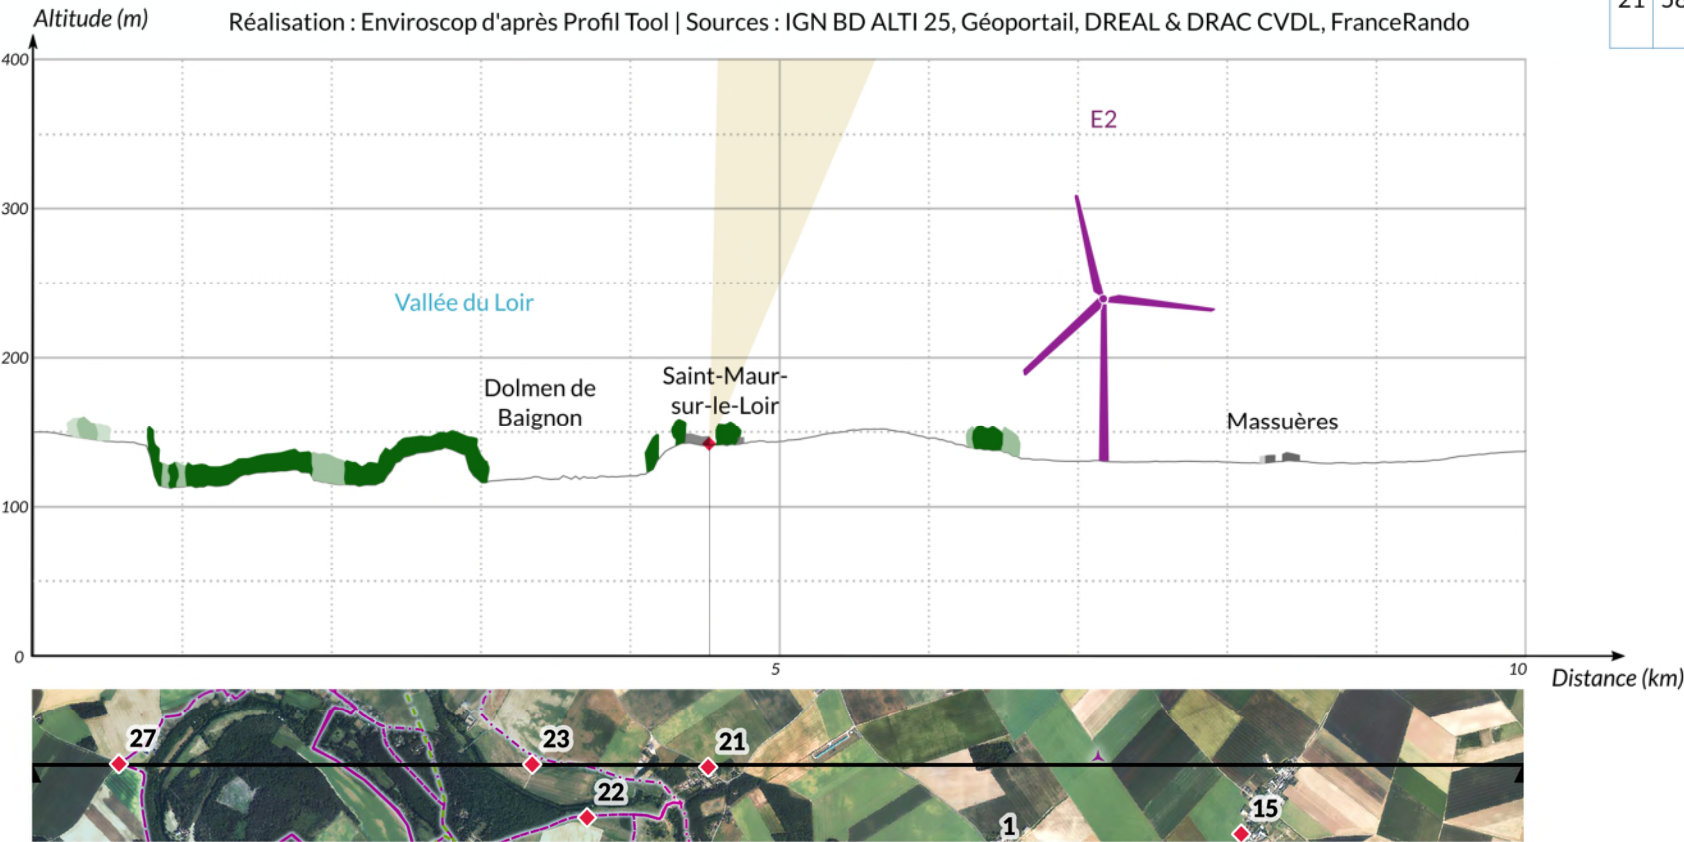 Altitude (m)
Réalisation : Enviroscop d'après Profil Tool | Sources : IGN BD ALTI 25, Géoportail, DREAL & DRAC CVDL, FranceRando
21
400
E2
300
Vallée du Loir
200
Dolmen de
Baignon
Saint-Maur-
sur-le-Loir
Massuères
100
0
5
10
Distance (km)
27
23
21
22
15
1